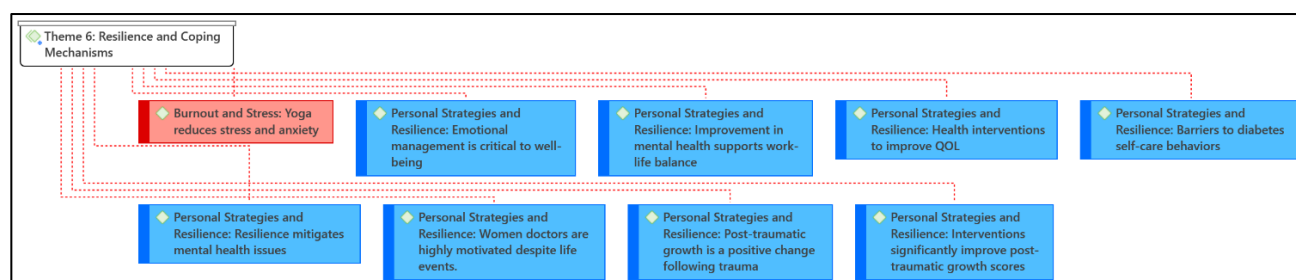 Theme 6: Resilience and Coping
Mechanisms
Burnout and Stress: Yoga
reduces stress and anxiety
Personal Strategies and
Resilience: Emotional
management is critical to well-
being
Personal Strategies and
Resilience: Improvement in
mental health supports work-
life balance
Personal Strategies and
Resilience: Health interventions
to improve QOL
Personal Strategies and
Resilience: Barriers to diabetes
self-care behaviors
Personal Strategies and
Resilience: Resilience mitigates
mental health issues
Personal Strategies and
Resilience: Women doctors are
highly motivated despite life
events.
Personal Strategies and
Resilience: Post-traumatic
growth is a positive change
following trauma
Personal Strategies and
Resilience: Interventions
significantly improve post-
traumatic growth scores